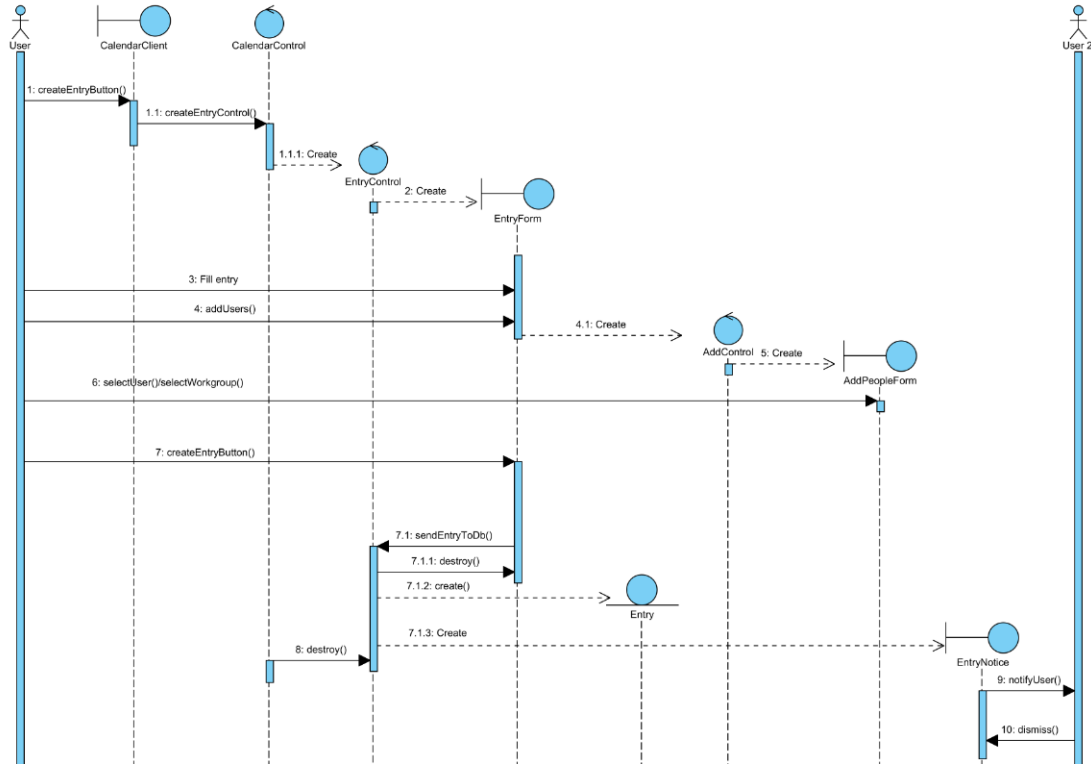 User
CalendarClient
CalendarControl
User 2
1: createEntryButton()
1.1: createEntryControl()
1.1.1: Create
EntryControl
2: Create
EntryForm
3: Fill entry
4: addUsers()
4.1: Create
AddControl
5: Create
AddPeopleForm
6: selectUser()/selectWorkgroup()
7: createEntryButton()
7.1: sendEntryToDb()
7.1.1: destroy()
7.1.2: create()
Entry
7.1.3: Create
8: destroy()
EntryNotice
9: notifyUser()
10: dismiss()